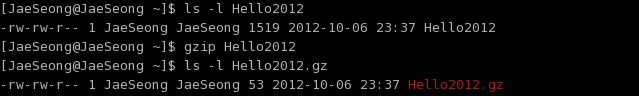 [JaeSeong@JaeSeong ~]$ ls -l Hello2012
-rw-rw-r-- 1 JaeSeong JaeSeong 1519 2012-10-06 23:37 Hello2012
[JaeSeong@JaeSeong ~]$ gzip Hello2012
[JaeSeong@JaeSeong ~]$ ls -l Hello2012.gz
-rw-rw-r-- 1 JaeSeong JaeSeong 53 2012-10-06 23:37 Hello2012.gz